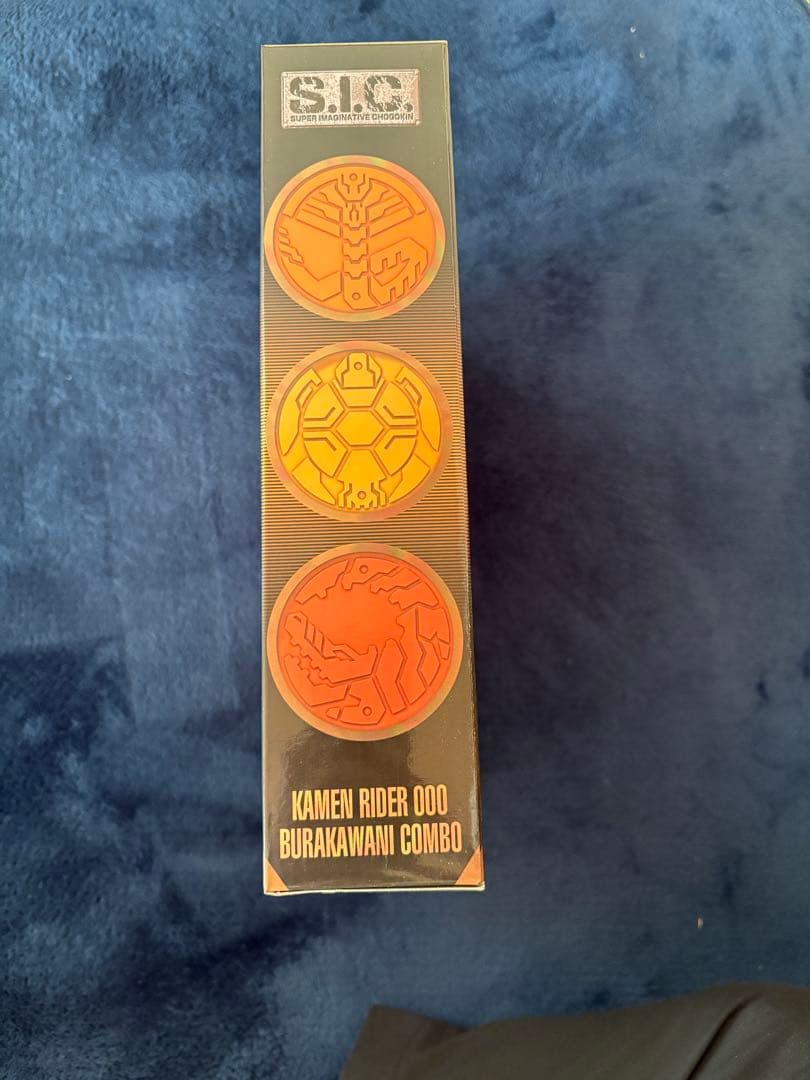 S.I.C.
SUPER IMAGINATIVE CHOGOKIN
KAMEN RIDER OOO
BURAKAWANI COMBO